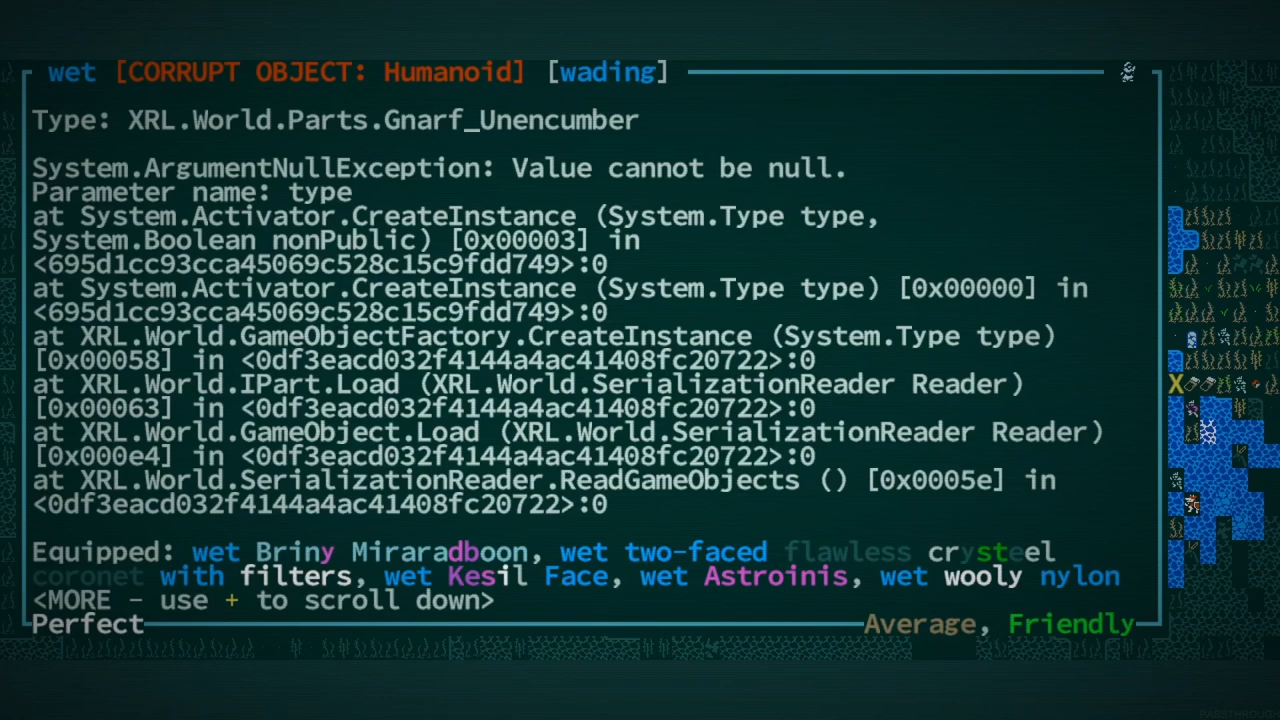 wet [CORRUPT OBJECT: Humanoid] [wading]
Type: XRL.World.Parts.Gnarf_Unencumber
System.ArgumentNullException: Value cannot be null.
Parameter name: type
at System.Activator.CreateInstance (System.Type type,
System.Boolean nonPublic) [0x00003] in
<695d1cc93cca45069c528c15c9fdd749>:0
at System.Activator.CreateInstance (System.Type type) [0x00000] in
<695d1cc93cca45069c528c15c9fdd749>:0
at XRL.World.GameObjectFactory.CreateInstance (System.Type type)
[0x00058] in <0df3eacd032f4144a4ac41408fc20722>:0
at XRL.World.IPart.Load (XRL.World.SerializationReader Reader)
[0x00063] in <0df3eacd032f4144a4ac41408fc20722>:0
at XRL.World.GameObject.Load (XRL.World.SerializationReader Reader)
[0x000e4] in <0df3eacd032f4144a4ac41408fc20722>:0
at XRL.World.SerializationReader.ReadGameObjects () [0x0005e] in
<0df3eacd032f4144a4ac41408fc20722>:0
Equipped: wet Briny Miraradboon, wet two-faced flawless crysteel
coronet with filters, wet Kesil Face, wet Astroinis, wet wooly nylon
<MORE - use + to scroll down>
Perfect
Average, Friendly
X